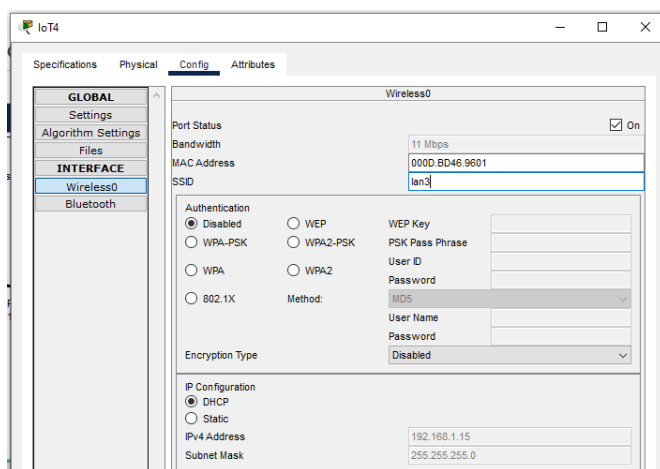 IoT4
Specifications Physical Config Attributes
GLOBAL
Settings
Algorithm Settings
Files
INTERFACE
Wireless0
Bluetooth
Wireless0
Port Status On
Bandwidth 11 Mbps
MAC Address 000D.BD46.9601
SSID lan3
Authentication
Disabled WEP WEP Key
WPA-PSK WPA2-PSK PSK Pass Phrase
User ID
WPA WPA2
Password
802.1X Method: MD5
User Name
Password
Encryption Type Disabled
IP Configuration
DHCP
Static
IPv4 Address 192.168.1.15
Subnet Mask 255.255.255.0